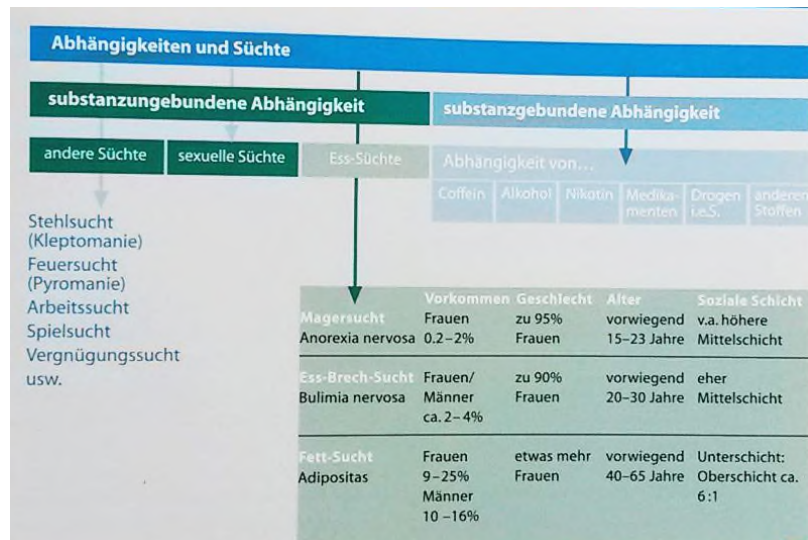 Abhängigkeiten und Süchte
substanzungebundene Abhängigkeit
substanzgebundene Abhängigkeit
andere Süchte
sexuelle Süchte
Ess-Süchte
Abhängigkeit von...
Coffein
Alkohol
Nikotin
Medika-
menten
Drogen
i.e.S.
anderen
Stoffen
Stehlsucht
(Kleptomanie)
Feuersucht
(Pyromanie)
Arbeitssucht
Spielsucht
Vergnügungssucht
usw.
Vorkommen Geschlecht Alter Soziale Schicht
Magersucht Frauen zu 95% vorwiegend v.a. höhere
Anorexia nervosa 0.2–2% Frauen 15–23 Jahre Mittelschicht
Ess-Brech-Sucht Frauen/ zu 90% vorwiegend eher
Bulimia nervosa Männer Frauen 20–30 Jahre Mittelschicht
ca. 2–4%
Fett-Sucht Frauen etwas mehr vorwiegend Unterschicht:
Adipositas 9–25% Frauen 40–65 Jahre Oberschicht ca.
Männer 6:1
10–16%